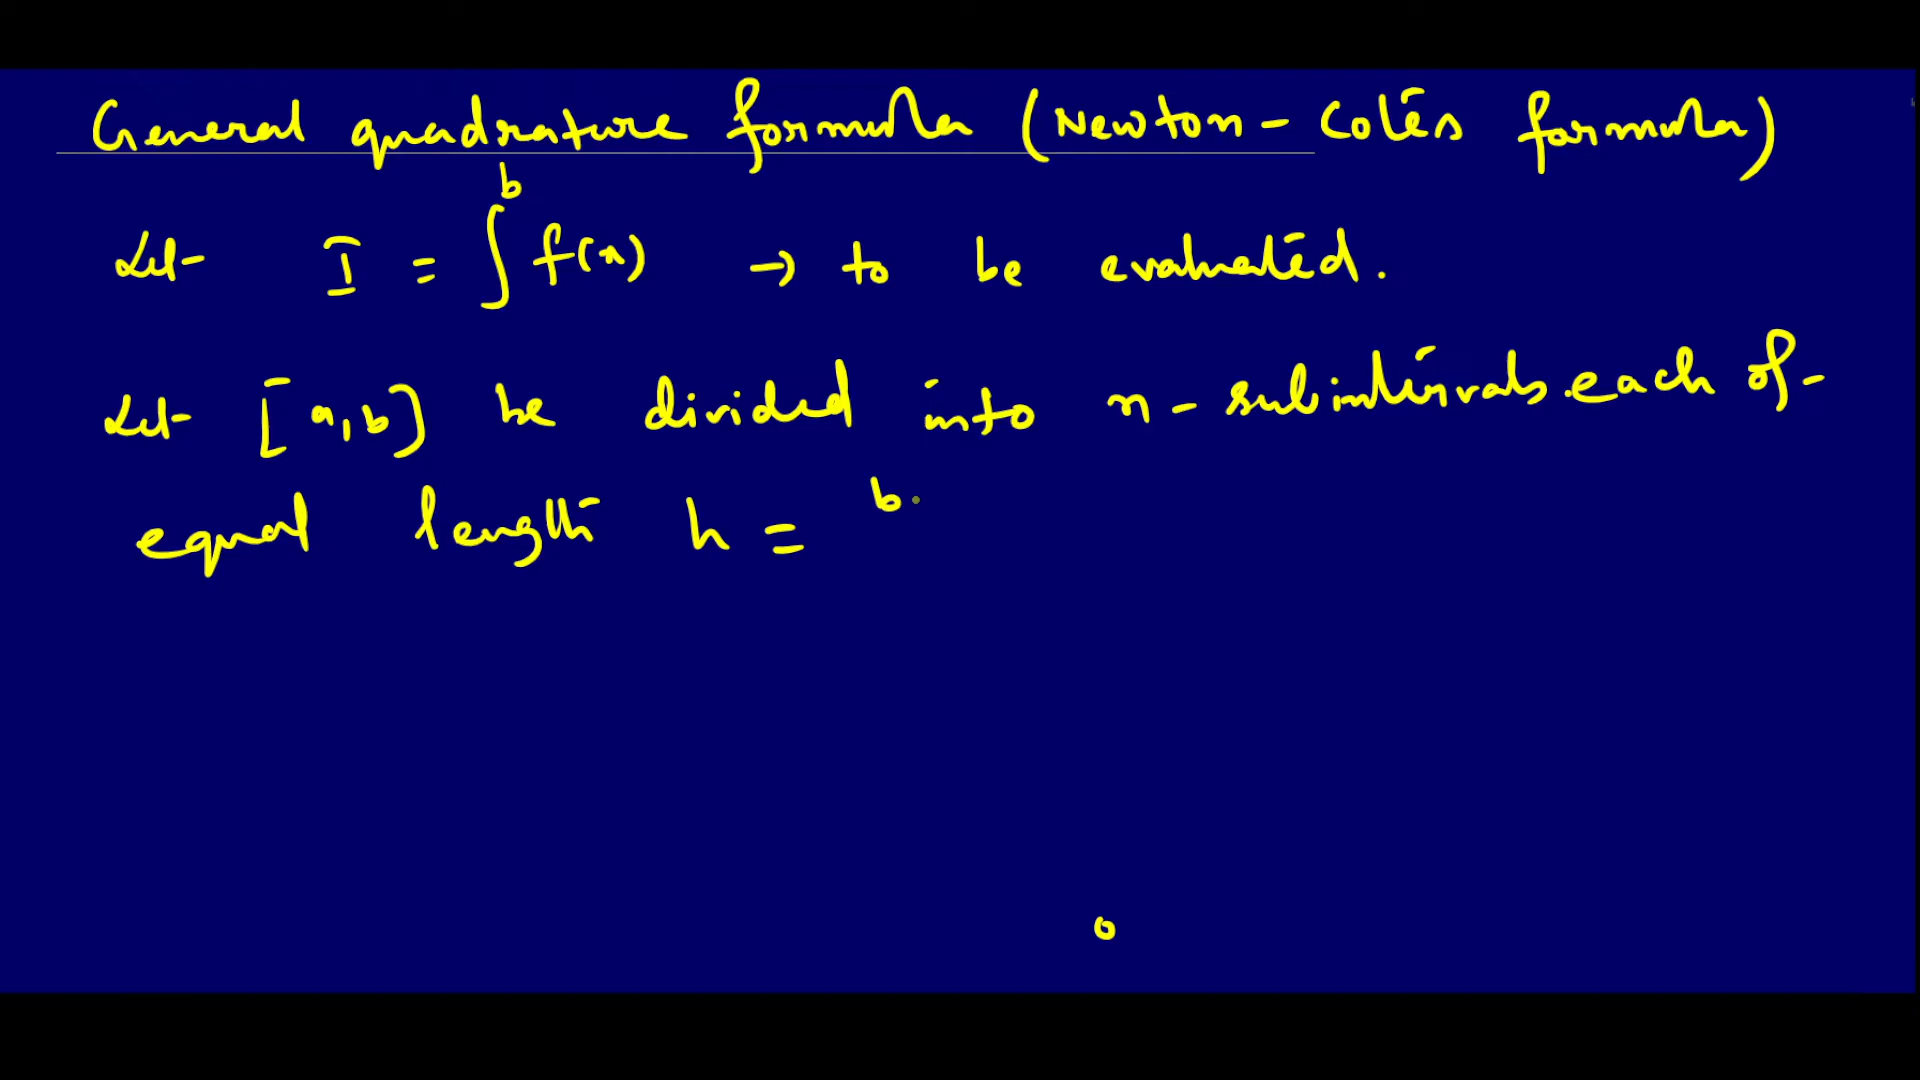 General quadrature formula (Newton-Cotes formula)
Let I = ∫ᵇ f(x) → to be evaluated.
Let [a,b] be divided into n-subintervals each of
equal length h = b